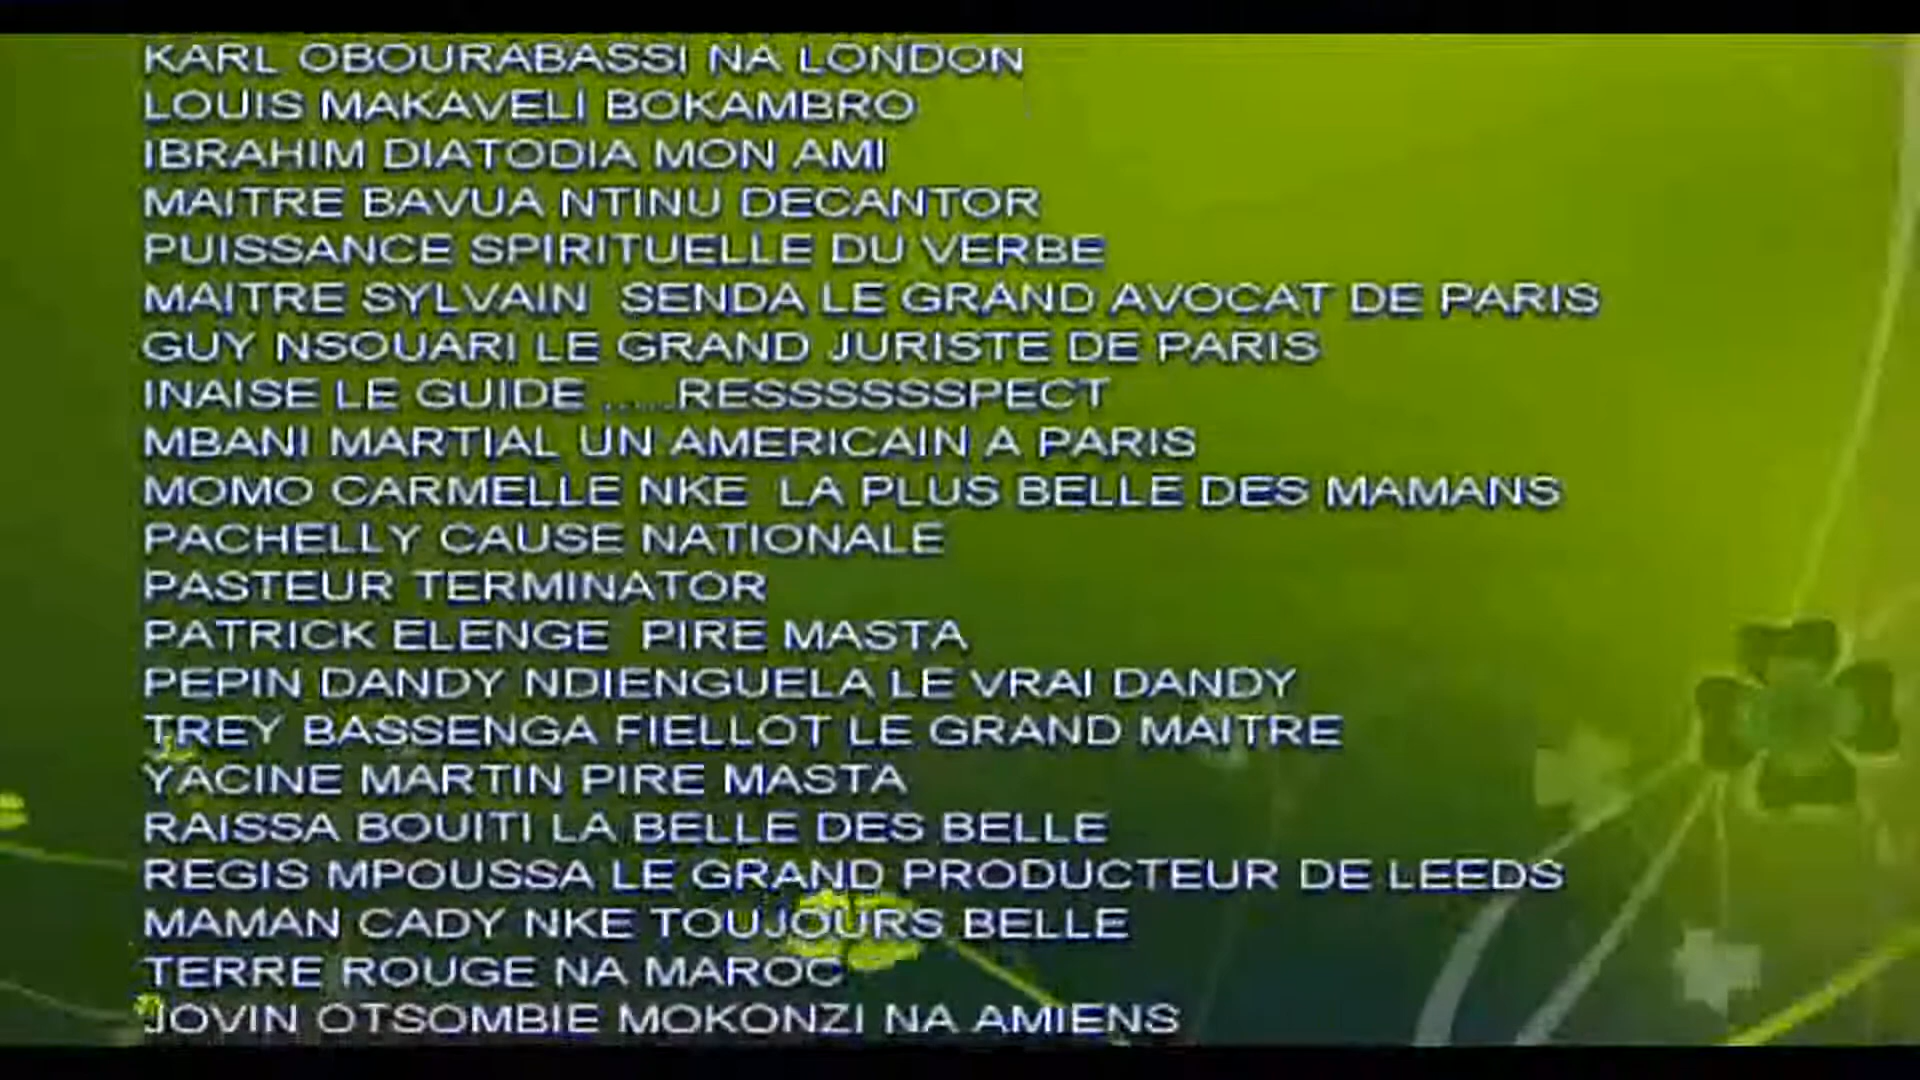 KARL OBOURABASSI NA LONDON
LOUIS MAKAVELI BOKAMBRO
IBRAHIM DIATODIA MON AMI
MAITRE BAVUA NTINU DECANTOR
PUISSANCE SPIRITUELLE DU VERBE
MAITRE SYLVAIN  SENDA LE GRAND AVOCAT DE PARIS
GUY NSOUARI LE GRAND JURISTE DE PARIS
INAISE LE GUIDE ......RESSSSSSSPECT
MBANI MARTIAL UN AMERICAIN A PARIS
MOMO CARMELLE NKE  LA PLUS BELLE DES MAMANS
PACHELLY CAUSE NATIONALE
PASTEUR TERMINATOR
PATRICK ELENGE  PIRE MASTA
PEPIN DANDY NDIENGUELA LE VRAI DANDY
TREY BASSENGA FIELLOT LE GRAND MAITRE
YACINE MARTIN PIRE MASTA
RAISSA BOUITI LA BELLE DES BELLE
REGIS MPOUSSA LE GRAND PRODUCTEUR DE LEEDS
MAMAN CADY NKE TOUJOURS BELLE
TERRE ROUGE NA MAROC
JOVIN OTSOMBIE MOKONZI NA AMIENS